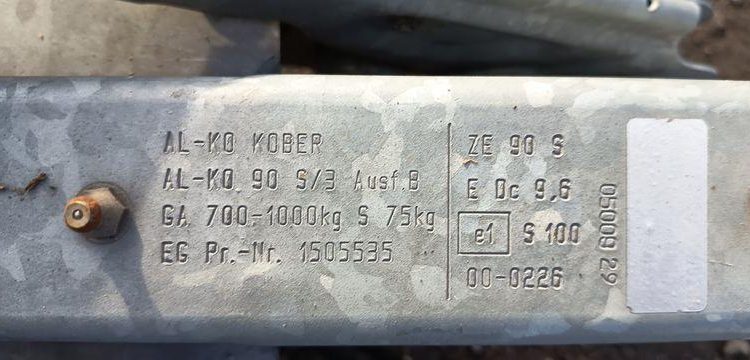 AL-KO KOBER
AL-KO 90 S/3 Ausf.B
GA 700-1000kg S 75kg
EG Pr.-Nr. 1505535
ZE 90 S
E Dc 9,6
e1 S 100
00-0226
05009 29